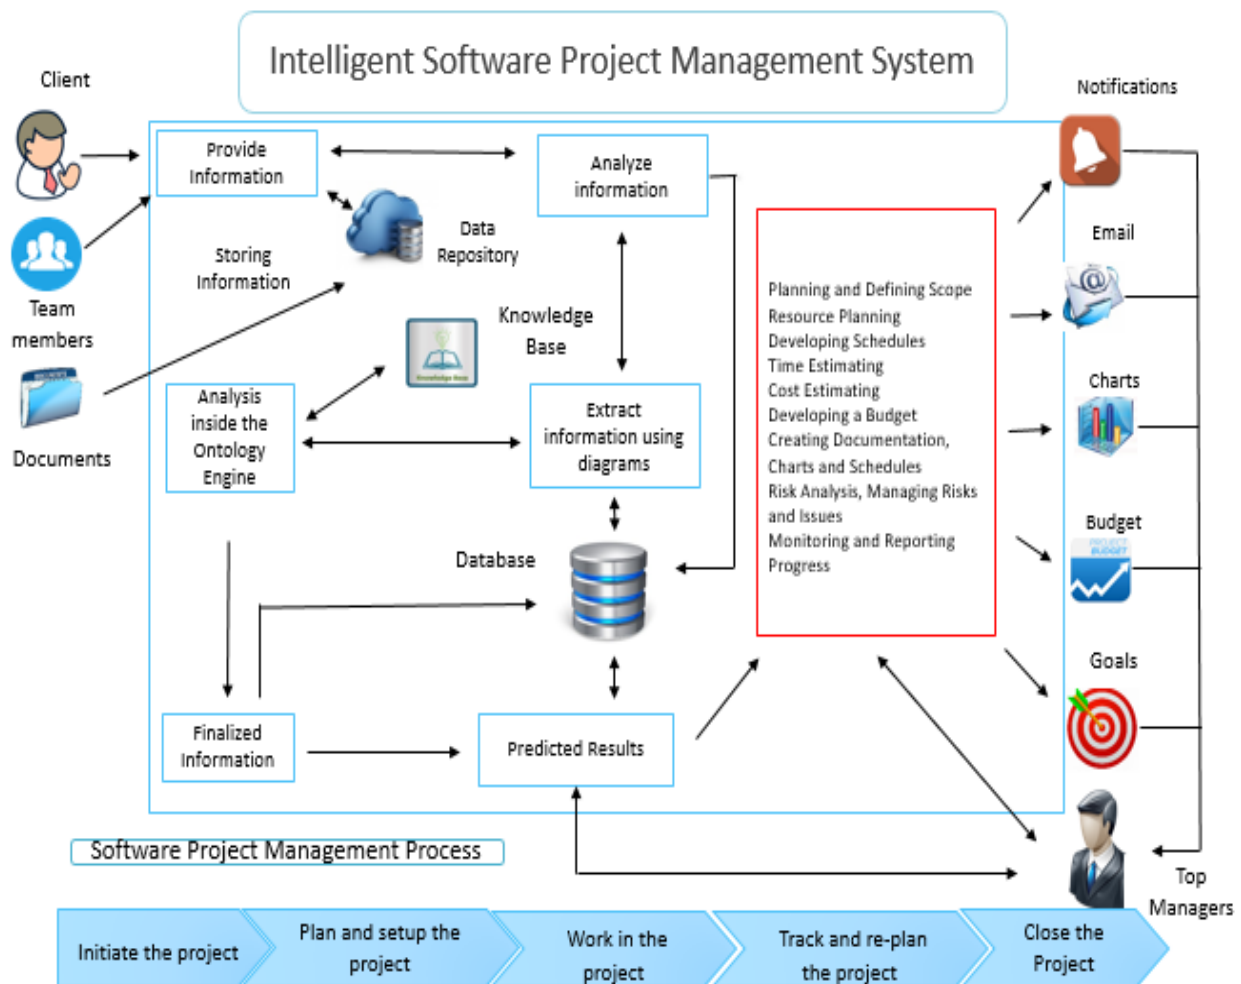 Intelligent Software Project Management System
Client
Notifications
Provide
Information
Analyze
information
Data
Repository
Storing
Information
Team
members
Email
Knowledge
Base
Knowledge Base
Planning and Defining Scope
Resource Planning
Developing Schedules
Time Estimating
Cost Estimating
Developing a Budget
Creating Documentation,
Charts and Schedules
Risk Analysis, Managing Risks
and Issues
Monitoring and Reporting
Progress
@
Charts
Documents
Analysis
inside the
Ontology
Engine
Extract
information using
diagrams
Budget
PROJECT
BUDGET
Database
Goals
Finalized
Information
Predicted Results
Top
Managers
Software Project Management Process
Initiate the project
Plan and setup the
project
Work in the
project
Track and re-plan
the project
Close the
Project